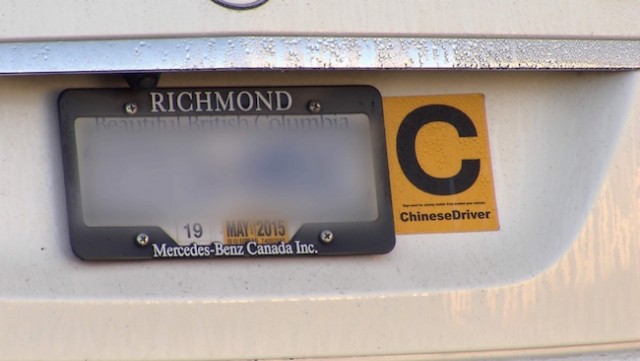 RICHMOND
Beautiful British Columbia
19 MAY 2015
Mercedes-Benz Canada Inc.
C
ChineseDriver